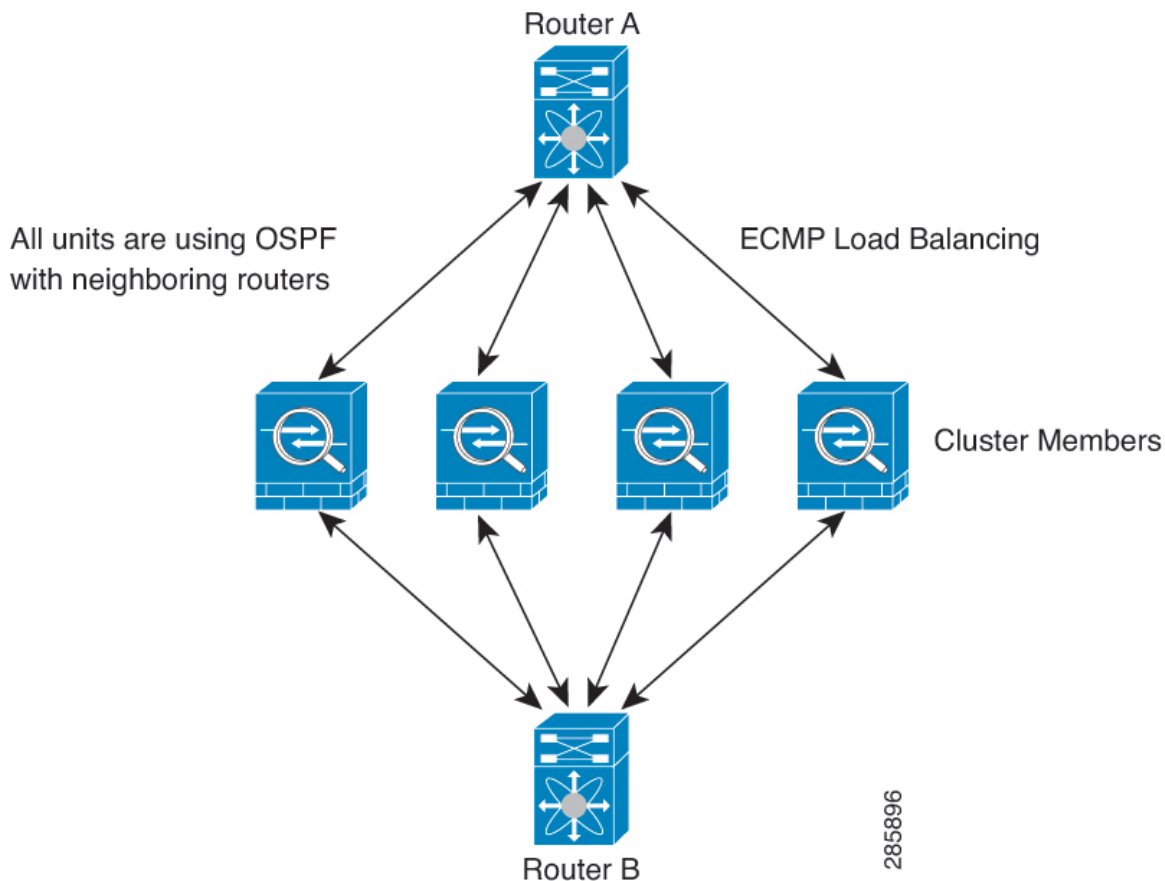 Router A
All units are using OSPF
with neighboring routers
ECMP Load Balancing
Cluster Members
285896
Router B